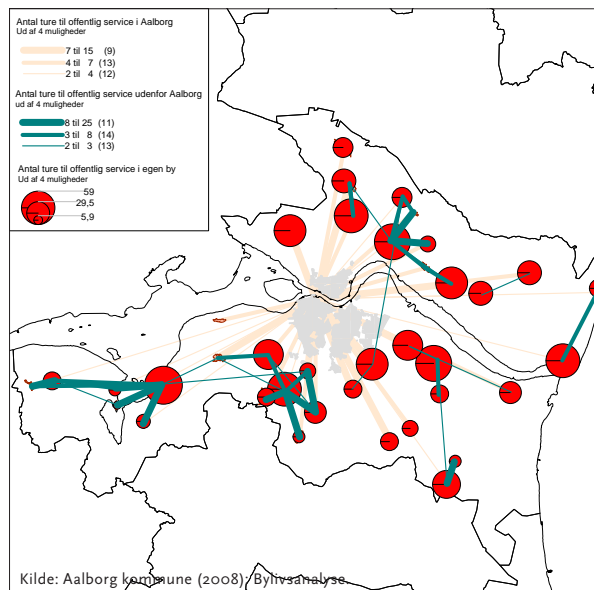 Antal ture til offentlig service i Aalborg
Ud af 4 muligheder
7 til 15 (9)
4 til 7 (13)
2 til 4 (12)
Antal ture til offentlig service udenfor Aalborg
ud af 4 muligheder
8 til 25 (11)
3 til 8 (14)
2 til 3 (13)
Antal ture til offentlig service i egen by
Ud af 4 muligheder
59
29,5
5,9
Kilde: Aalborg kommune (2008): Bylivsanalyse.